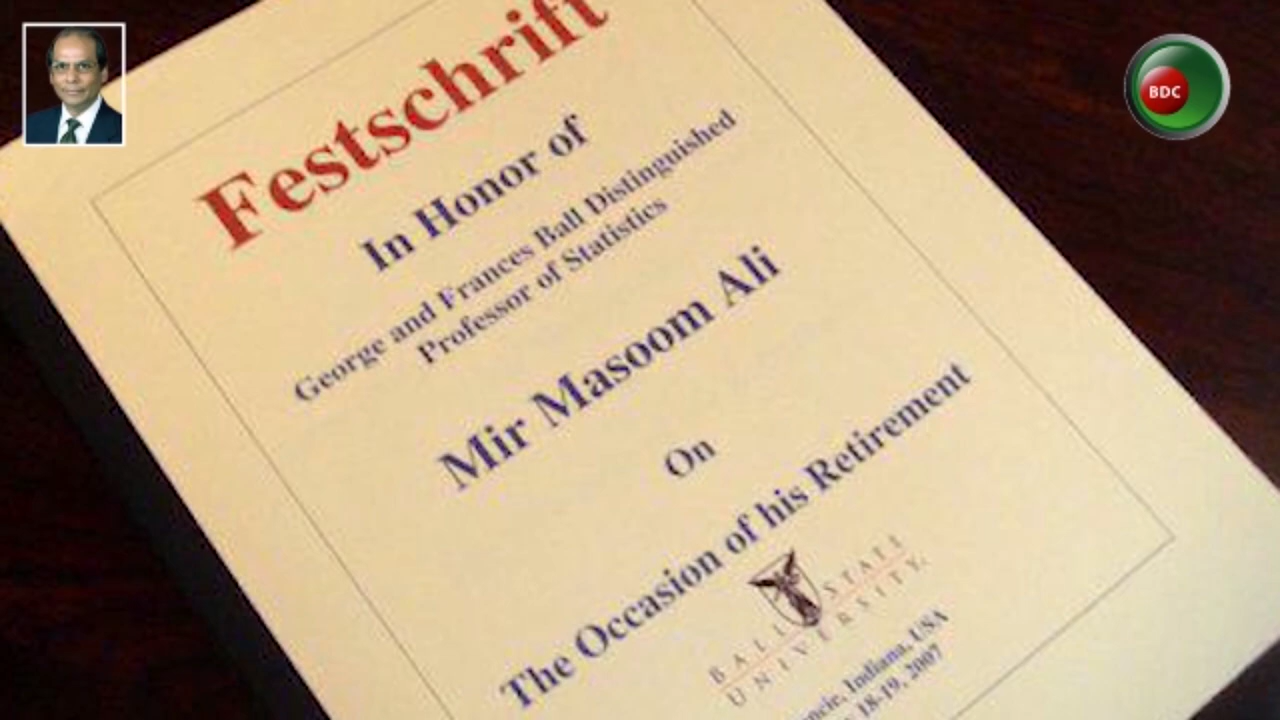 BDC
Festschrift
In Honor of
George and Frances Ball Distinguished
Professor of Statistics
Mir Masoom Ali
On
The Occasion of his Retirement
BALL STATE
UNIVERSITY
Indiana, USA
18-19, 2007